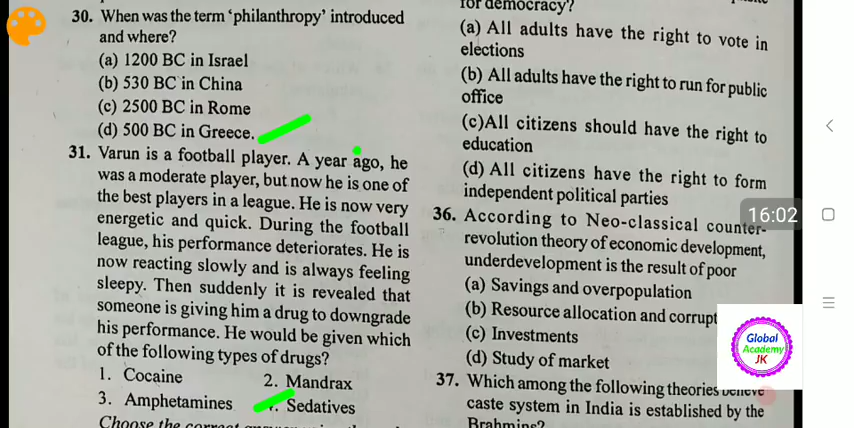 30. When was the term ‘philanthropy’ introduced
and where?
(a) 1200 BC in Israel
(b) 530 BC in China
(c) 2500 BC in Rome
(d) 500 BC in Greece.
31. Varun is a football player. A year ago, he
was a moderate player, but now he is one of
the best players in a league. He is now very
energetic and quick. During the football
league, his performance deteriorates. He is
now reacting slowly and is always feeling
sleepy. Then suddenly it is revealed that
someone is giving him a drug to downgrade
his performance. He would be given which
of the following types of drugs?
1. Cocaine 2. Mandrax
3. Amphetamines Sedatives
Choose the correct
for democracy?
(a) All adults have the right to vote in
elections
(b) All adults have the right to run for public
office
(c)All citizens should have the right to
education
(d) All citizens have the right to form
independent political parties
36. According to Neo-classical counter-
revolution theory of economic development,
underdevelopment is the result of poor
(a) Savings and overpopulation
(b) Resource allocation and
(c) Investments
(d) Study of market
37. Which among the following theories believe
caste system in India is established by the
Brahmins?
16:02
Global
Academy
JK